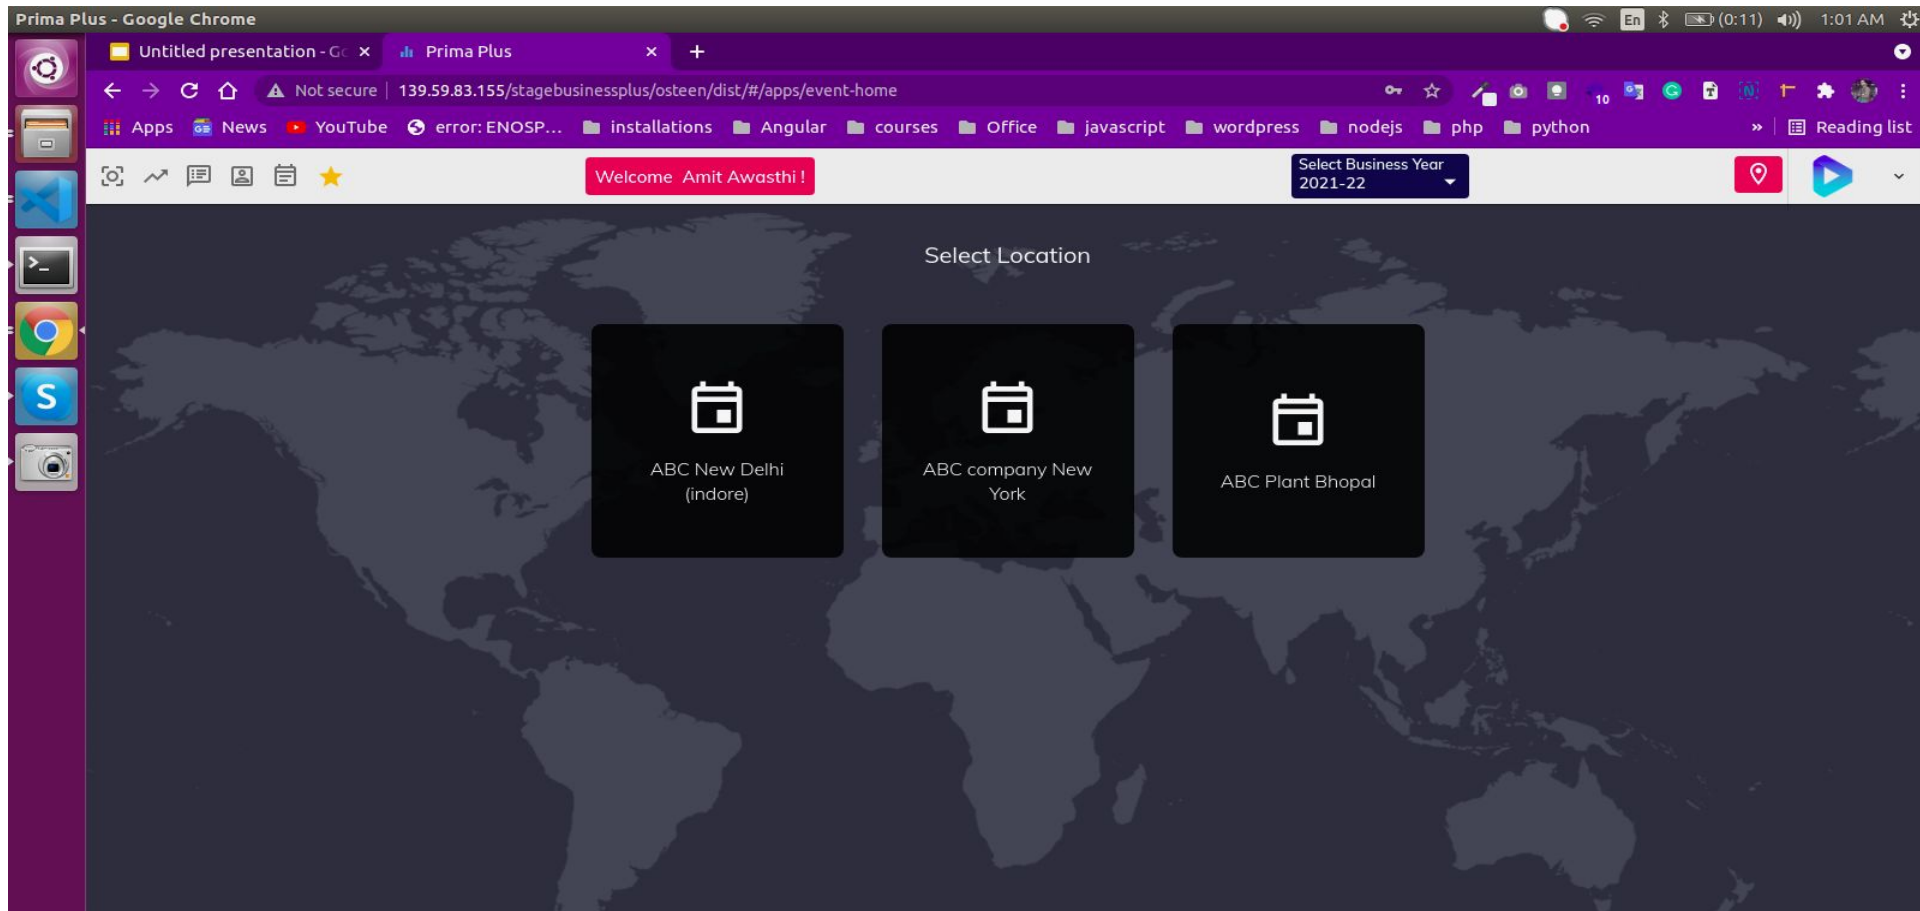 Prima Plus - Google Chrome
En (0:11) 1:01 AM
Untitled presentation - Go
Prima Plus
Not secure | 139.59.83.155/stagebusinessplus/osteen/dist/#/apps/event-home
10
Apps News YouTube error: ENOSP... installations Angular courses Office javascript wordpress nodejs php python » Reading list
Welcome Amit Awasthi !
Select Business Year
2021-22
Select Location
ABC New Delhi
(indore)
ABC company New
York
ABC Plant Bhopal